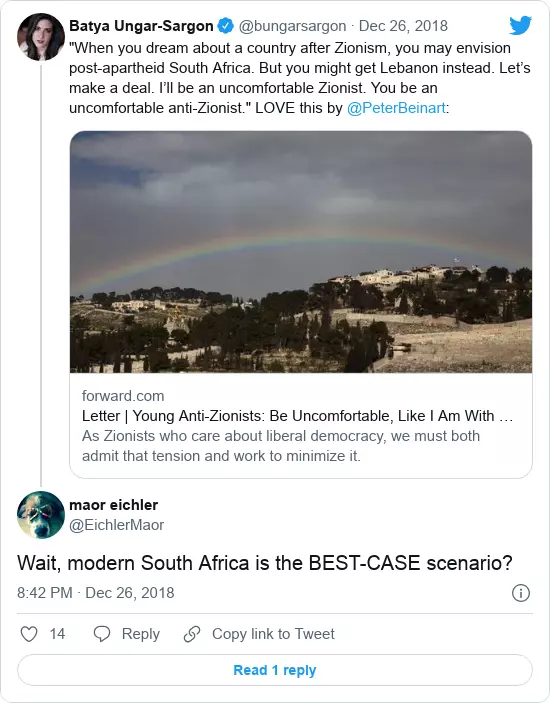 Batya Ungar-Sargon @bungarsargon · Dec 26, 2018
"When you dream about a country after Zionism, you may envision
post-apartheid South Africa. But you might get Lebanon instead. Let's
make a deal. I'll be an uncomfortable Zionist. You be an
uncomfortable anti-Zionist." LOVE this by @PeterBeinart:
forward.com
Letter | Young Anti-Zionists: Be Uncomfortable, Like I Am With …
As Zionists who care about liberal democracy, we must both
admit that tension and work to minimize it.
maor eichler
@EichlerMaor
Wait, modern South Africa is the BEST-CASE scenario?
8:42 PM · Dec 26, 2018
14 Reply Copy link to Tweet
Read 1 reply